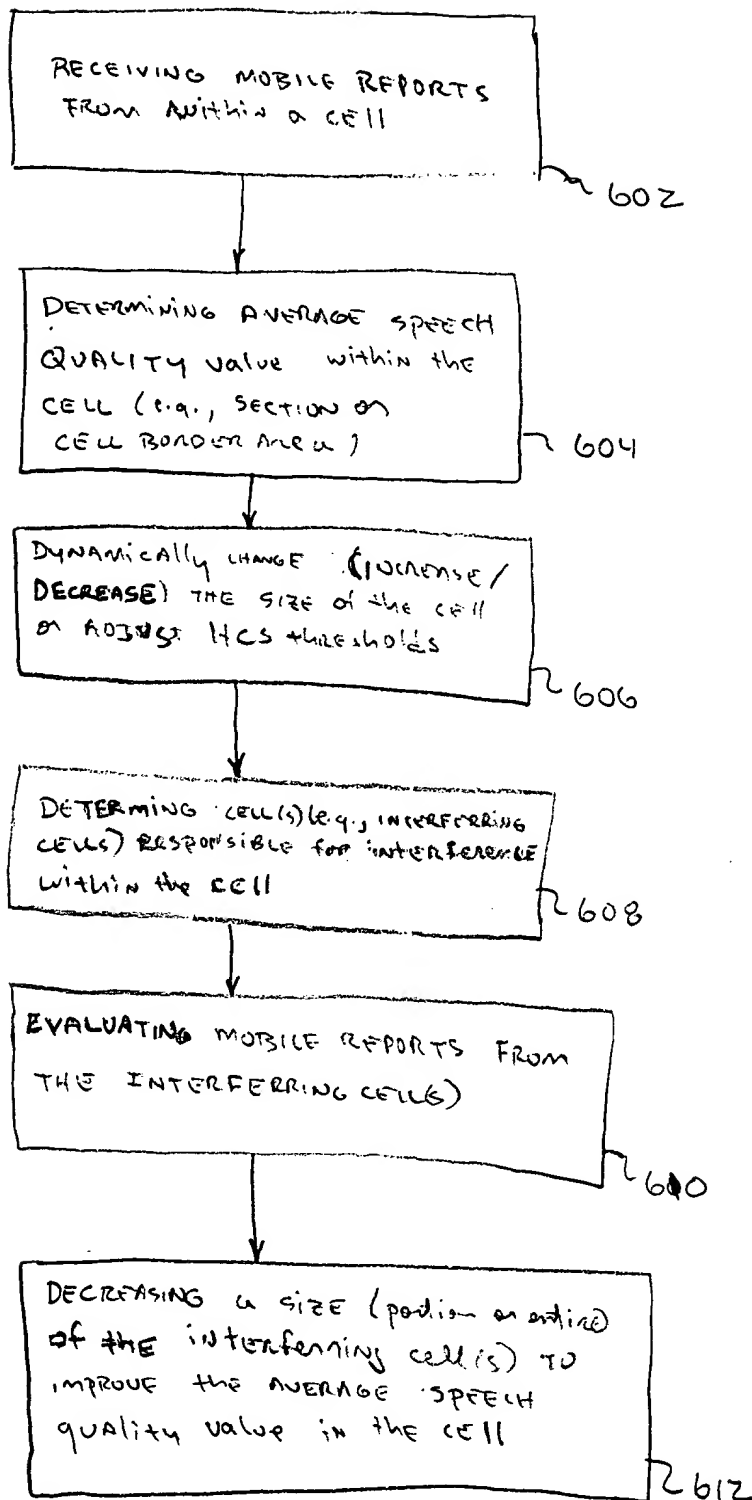 RECEIVING MOBILE REPORTS
FROM within a CEll
602
DETERMINING AVERAGE SPEECH
QUALITY value within the
CELL (e.g., SECTION or
CELL BORDER AREA)
604
DYNAMICAlly CHANGE (INCREASE/
DECREASE) THE SIZE of the CELL
or ADJUST HCS thresholds
606
DETERMING CELL(s)(e.g., INTERFERRING
CELLS) RESPONSIBLE for INTERFERENCE
within the CEll
608
EVALUATING MOBILE REPORTS FROM
THE INTERFERRING CELL(S)
610
DECREASING a SIZE (portion or entire)
of the interferring cell(s) TO
IMPROVE the AVERAGE SPEECH
QUALITY value in the CEll
612